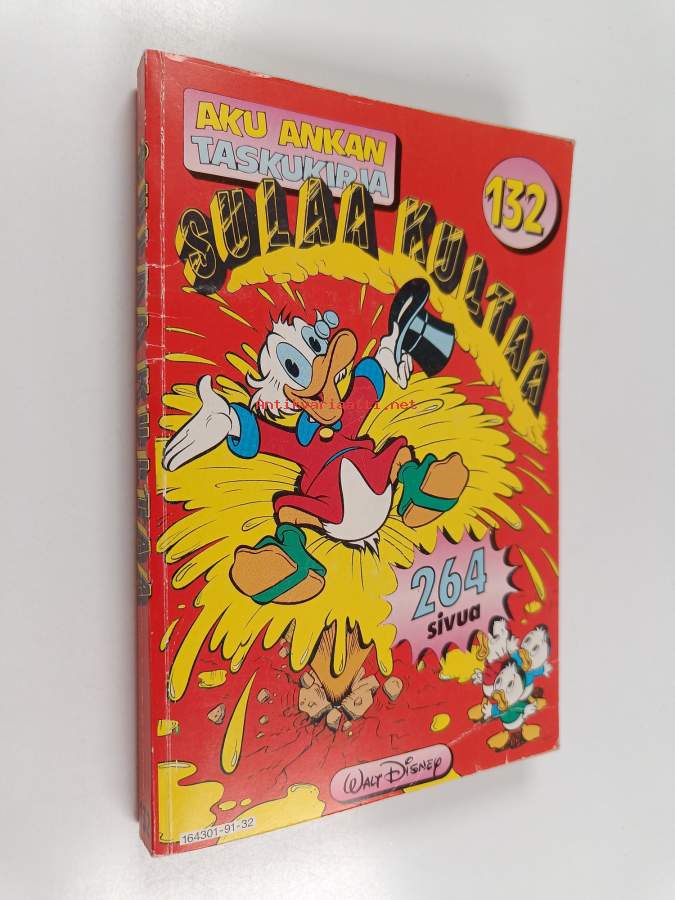 AKU ANKAN
TASKUKIRJA
132
SULAA KULTAA
Antikvariaatti.net
264
sivua
WALT DISNEY
164301-91-32
SULAA KULTAA